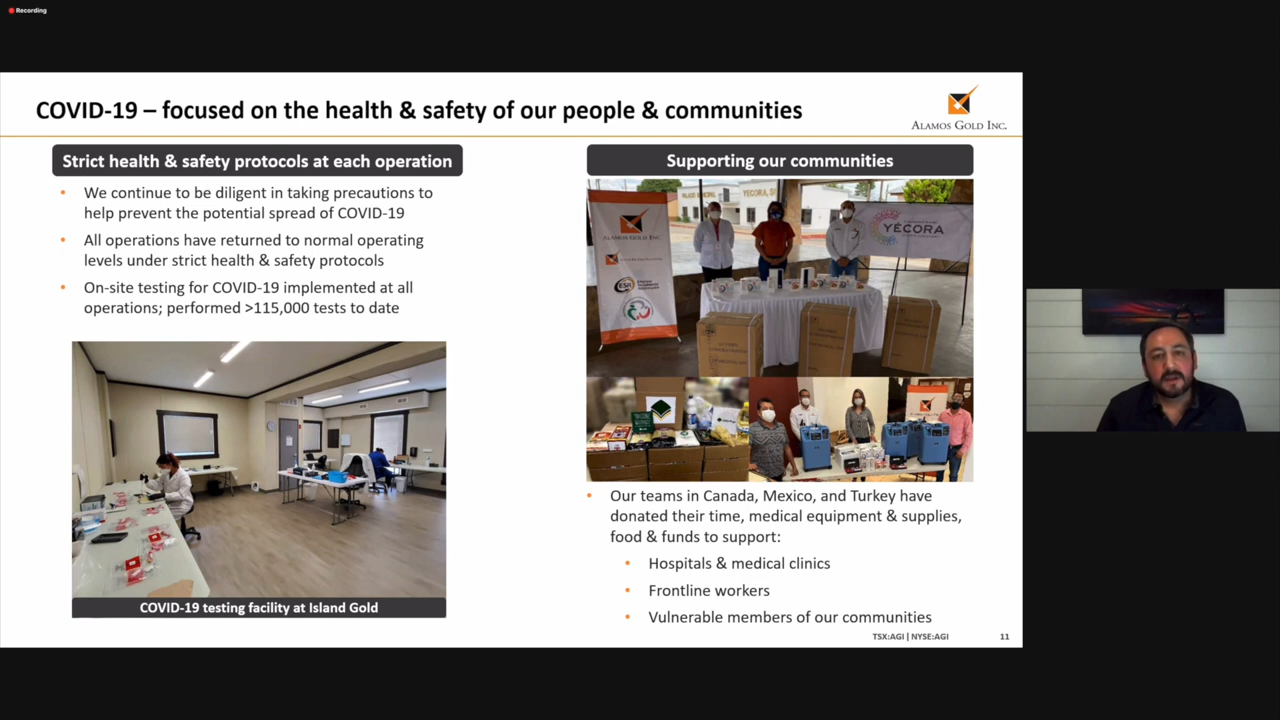 Recording
COVID-19 – focused on the health & safety of our people & communities
ALAMOS GOLD INC.
Strict health & safety protocols at each operation
• We continue to be diligent in taking precautions to
help prevent the potential spread of COVID-19
• All operations have returned to normal operating
levels under strict health & safety protocols
• On-site testing for COVID-19 implemented at all
operations; performed >115,000 tests to date
COVID-19 testing facility at Island Gold
Supporting our communities
YECORA, S
ALAMOS GOLD INC.
YÉCORA
ESR
• Our teams in Canada, Mexico, and Turkey have
donated their time, medical equipment & supplies,
food & funds to support:
• Hospitals & medical clinics
• Frontline workers
• Vulnerable members of our communities
TSX:AGI | NYSE:AGI
11